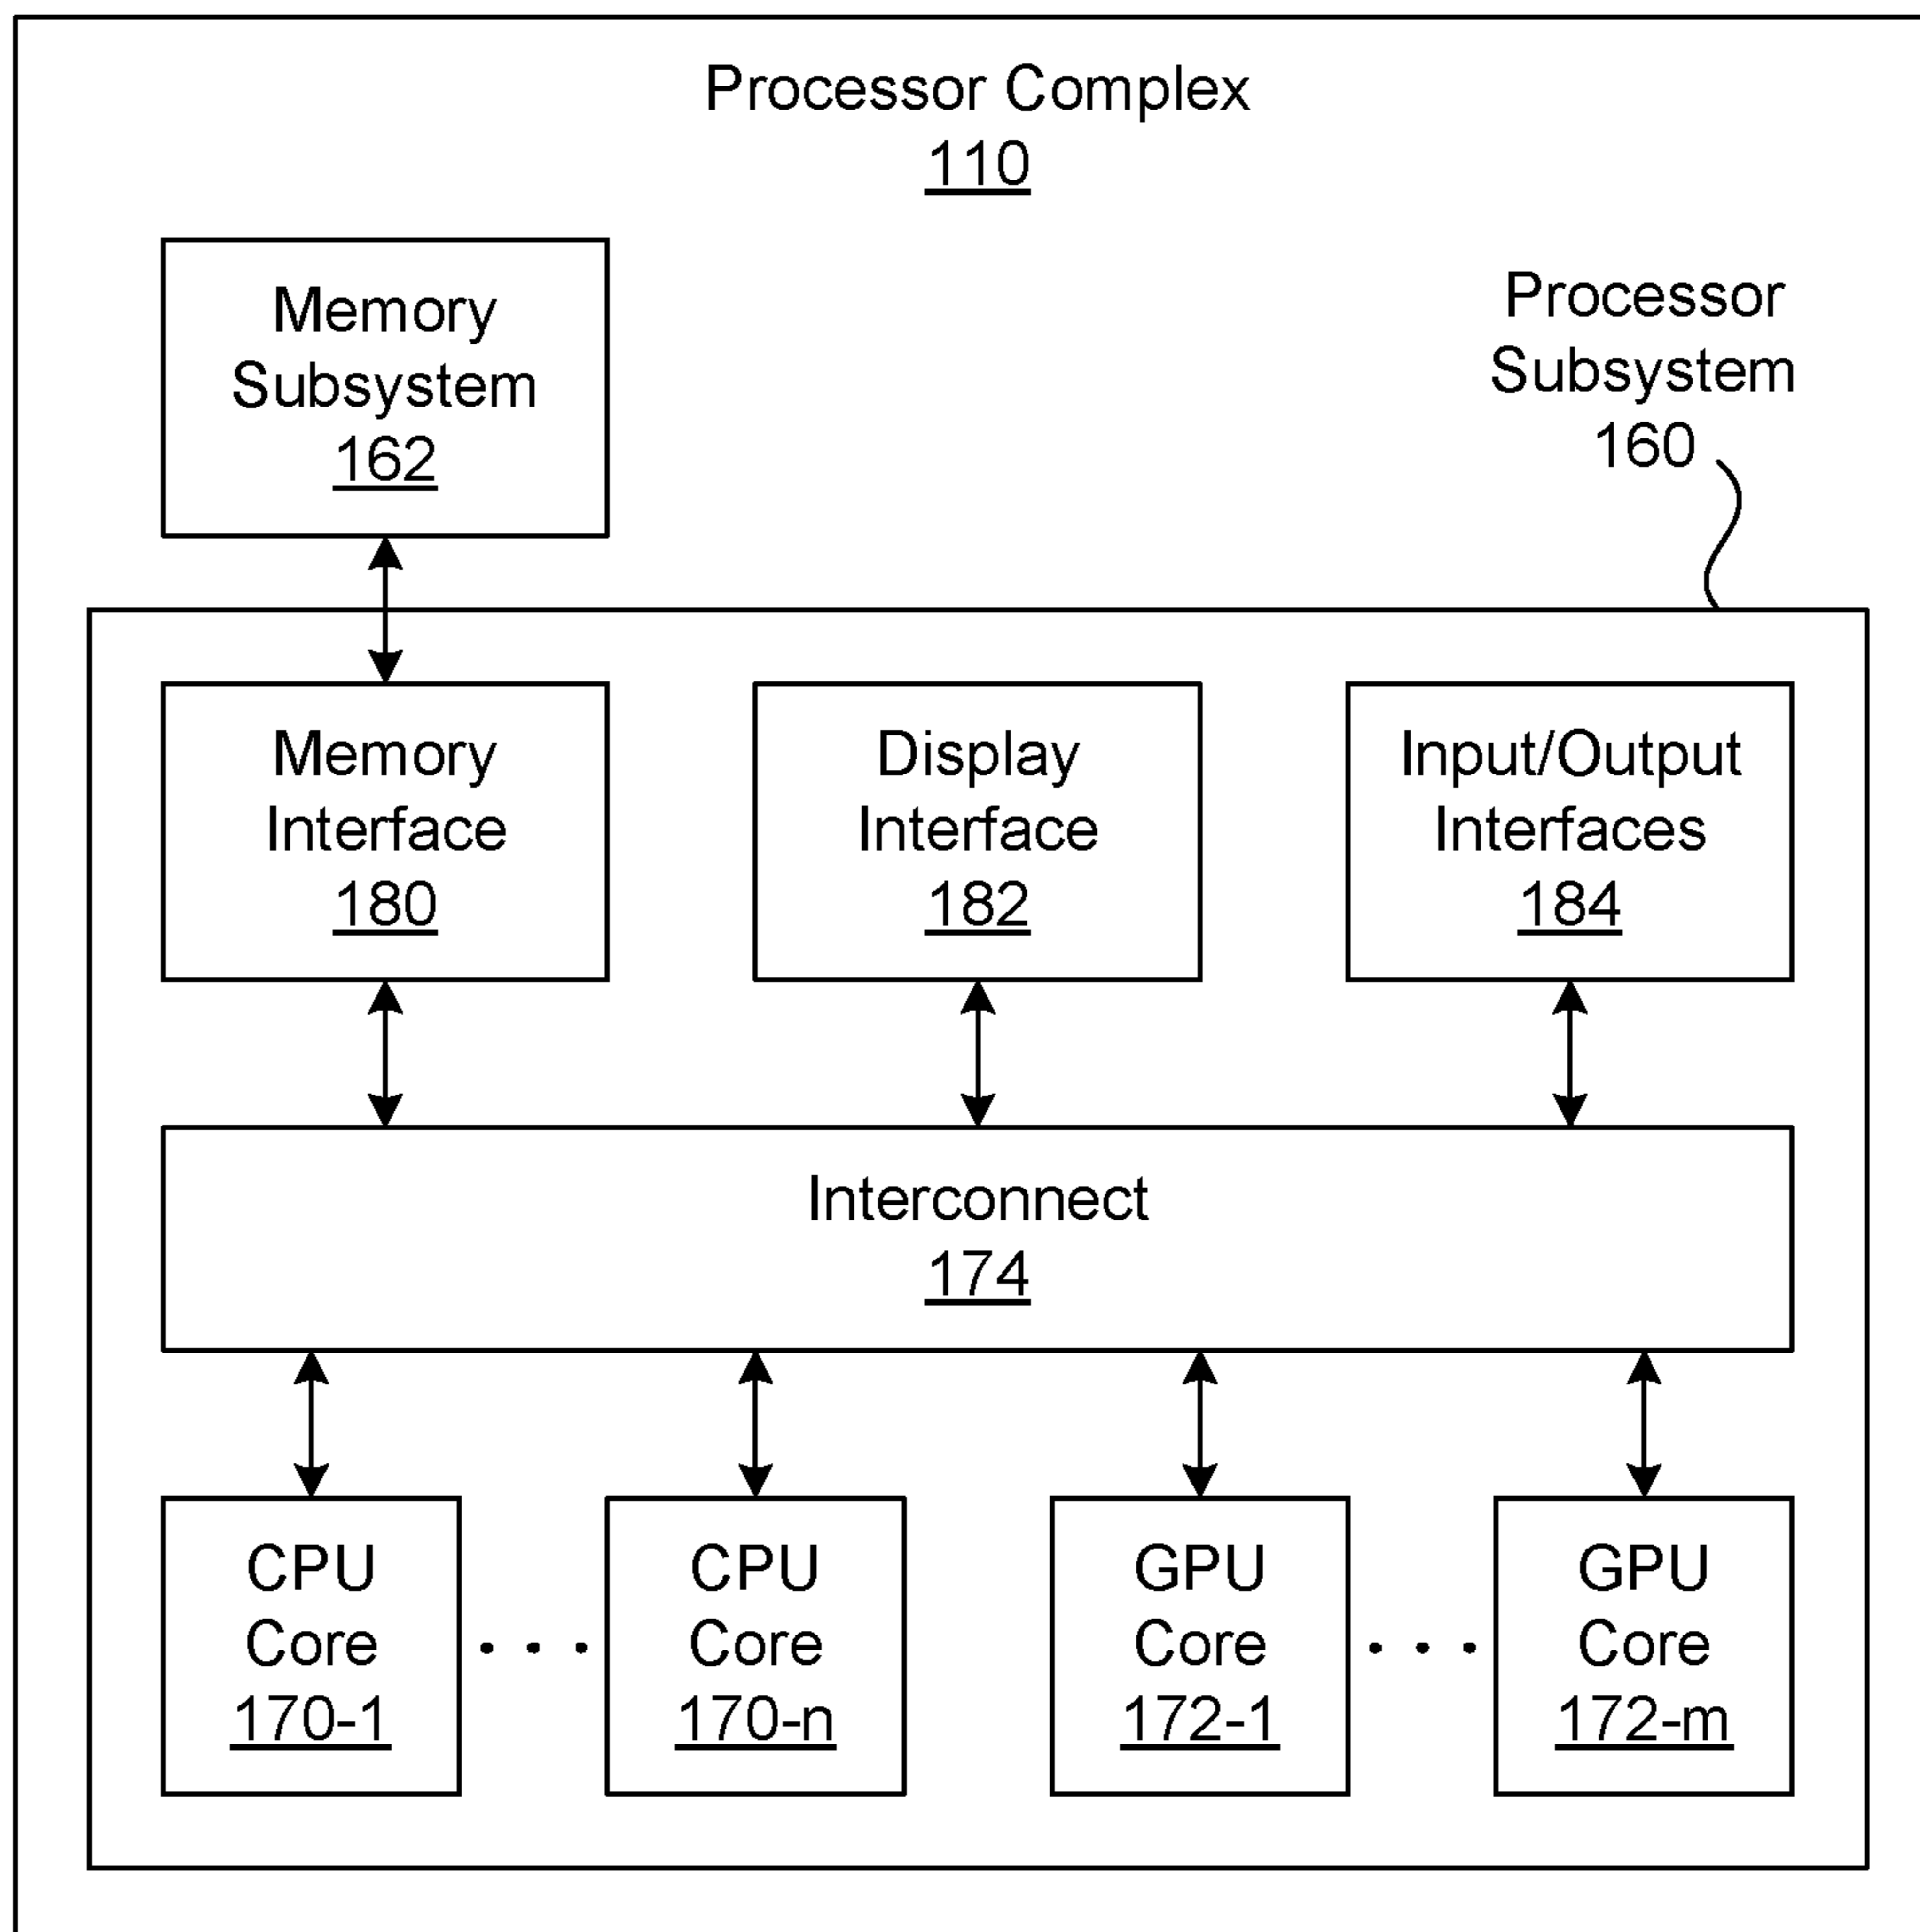 Processor Complex
110
Memory
Subsystem
162
Processor
Subsystem
160
Memory
Interface
180
Display
Interface
182
Input/Output
Interfaces
184
Interconnect
174
CPU
Core
170-1
CPU
Core
170-n
GPU
Core
172-1
GPU
Core
172-m